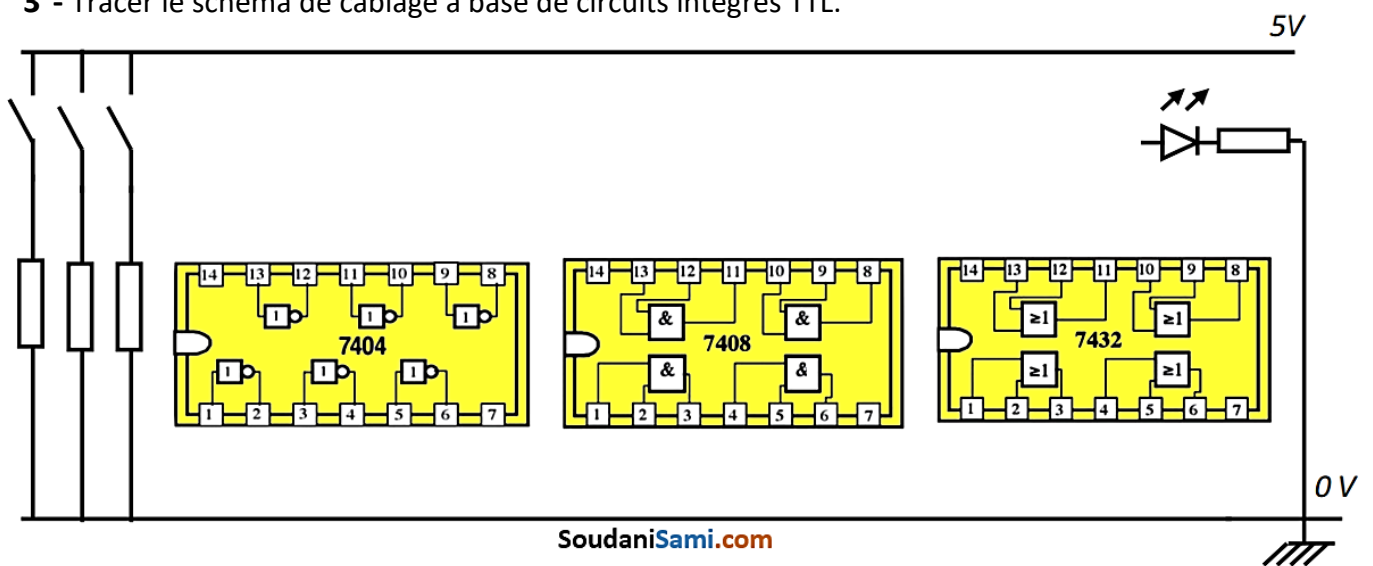 3 - Tracer le schéma de câblage à base de circuits intégrés TTL.
5V
14 13 12 11 10 9 8
1 1 1
7404
1 1 1
1 2 3 4 5 6 7
14 13 12 11 10 9 8
& &
7408
& &
1 2 3 4 5 6 7
14 13 12 11 10 9 8
≥1 ≥1
7432
≥1 ≥1
1 2 3 4 5 6 7
0 V
SoudaniSami.com